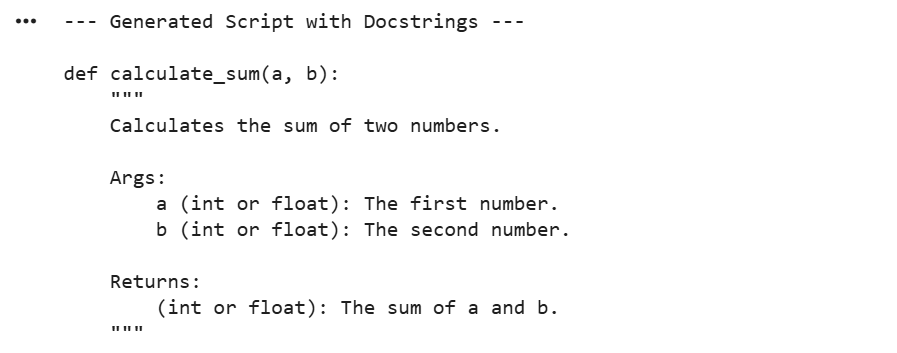 ••• --- Generated Script with Docstrings ---
def calculate_sum(a, b):
    """
    Calculates the sum of two numbers.

    Args:
        a (int or float): The first number.
        b (int or float): The second number.

    Returns:
        (int or float): The sum of a and b.
    """